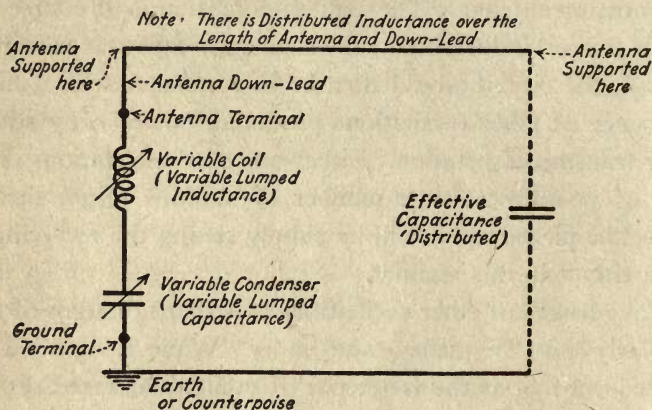 Note· There is Distributed Inductance over the
Length of Antenna and Down-Lead
Antenna
Supported
here
Antenna
Supported
here
Antenna Down-Lead
Antenna Terminal
Variable Coil
(Variable Lumped
Inductance)
Effective
Capacitance
'Distributed)
Variable Condenser
(Variable Lumped
Capacitance)
Ground
Terminal
Earth
or Counterpoise